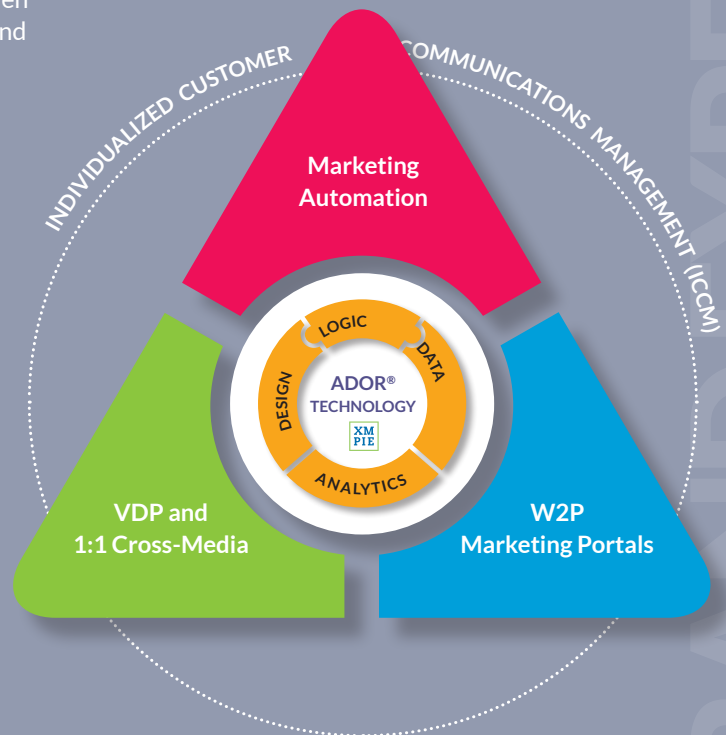 INDIVIDUALIZED CUSTOMER COMMUNICATIONS MANAGEMENT (ICCM)
Marketing
Automation
LOGIC
DATA
DESIGN
ANALYTICS
ADOR®
TECHNOLOGY
XM
PIE
VDP and
1:1 Cross-Media
W2P
Marketing Portals